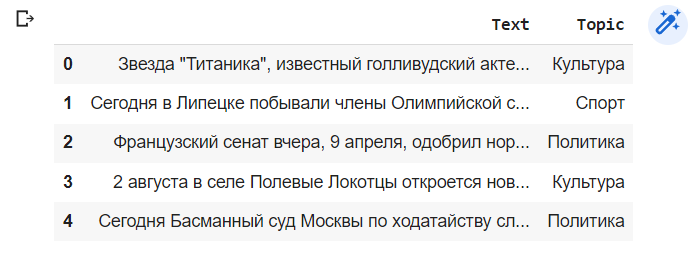 Text Topic
0 Звезда "Титаника", известный голливудский акте... Культура
1 Сегодня в Липецке побывали члены Олимпийской с... Спорт
2 Французский сенат вчера, 9 апреля, одобрил нор... Политика
3 2 августа в селе Полевые Локотцы откроется нов... Культура
4 Сегодня Басманный суд Москвы по ходатайству сл... Политика